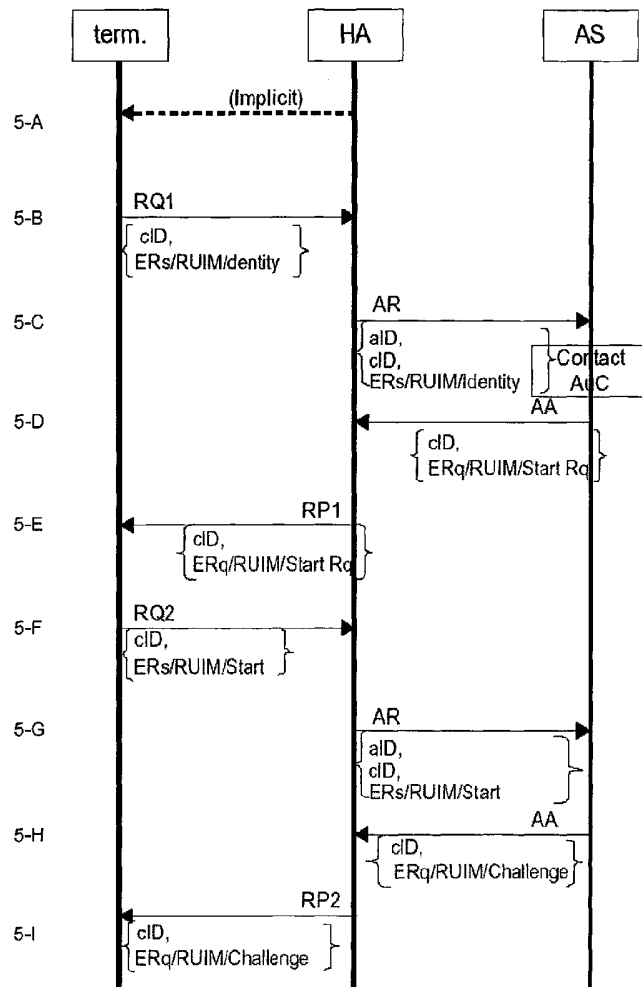 term. HA AS
(Implicit)
5-A
RQ1
5-B
cID,
ERs/RUIM/dentity
AR
5-C
aID,
cID,
ERs/RUIM/Identity
Contact
AuC
AA
5-D
cID,
ERq/RUIM/Start Rq
RP1
5-E
cID,
ERq/RUIM/Start Rq
RQ2
5-F
cID,
ERs/RUIM/Start
AR
5-G
aID,
cID,
ERs/RUIM/Start
AA
5-H
cID,
ERq/RUIM/Challenge
RP2
5-I
cID,
ERq/RUIM/Challenge